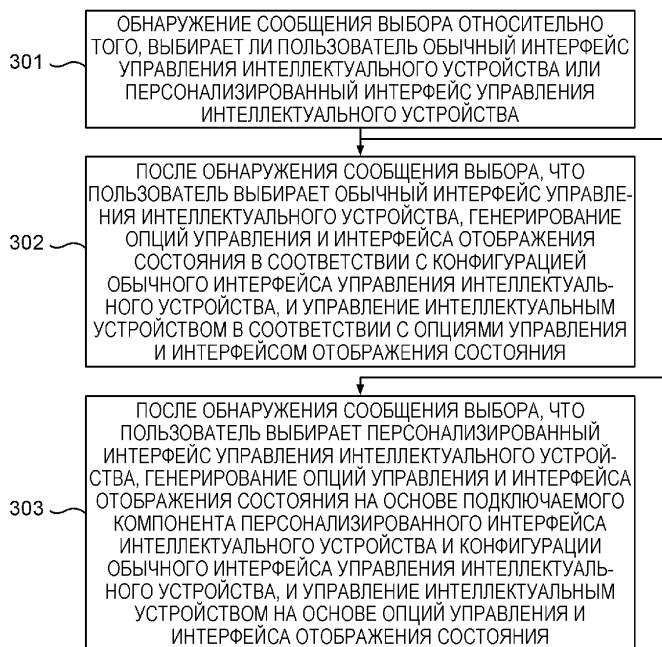 301
ОБНАРУЖЕНИЕ СООБЩЕНИЯ ВЫБОРА ОТНОСИТЕЛЬНО
ТОГО, ВЫБИРАЕТ ЛИ ПОЛЬЗОВАТЕЛЬ ОБЫЧНЫЙ ИНТЕРФЕЙС
УПРАВЛЕНИЯ ИНТЕЛЛЕКТУАЛЬНОГО УСТРОЙСТВА ИЛИ
ПЕРСОНАЛИЗИРОВАННЫЙ ИНТЕРФЕЙС УПРАВЛЕНИЯ
ИНТЕЛЛЕКТУАЛЬНОГО УСТРОЙСТВА
302
ПОСЛЕ ОБНАРУЖЕНИЯ СООБЩЕНИЯ ВЫБОРА, ЧТО
ПОЛЬЗОВАТЕЛЬ ВЫБИРАЕТ ОБЫЧНЫЙ ИНТЕРФЕЙС УПРАВЛЕ-
НИЯ ИНТЕЛЛЕКТУАЛЬНОГО УСТРОЙСТВА, ГЕНЕРИРОВАНИЕ
ОПЦИЙ УПРАВЛЕНИЯ И ИНТЕРФЕЙСА ОТОБРАЖЕНИЯ
СОСТОЯНИЯ В СООТВЕТСТВИИ С КОНФИГУРАЦИЕЙ
ОБЫЧНОГО ИНТЕРФЕЙСА УПРАВЛЕНИЯ ИНТЕЛЛЕКТУАЛЬ-
НОГО УСТРОЙСТВА, И УПРАВЛЕНИЕ ИНТЕЛЛЕКТУАЛЬНЫМ
УСТРОЙСТВОМ В СООТВЕТСТВИИ С ОПЦИЯМИ УПРАВЛЕНИЯ
И ИНТЕРФЕЙСОМ ОТОБРАЖЕНИЯ СОСТОЯНИЯ
303
ПОСЛЕ ОБНАРУЖЕНИЯ СООБЩЕНИЯ ВЫБОРА, ЧТО
ПОЛЬЗОВАТЕЛЬ ВЫБИРАЕТ ПЕРСОНАЛИЗИРОВАННЫЙ
ИНТЕРФЕЙС УПРАВЛЕНИЯ ИНТЕЛЛЕКТУАЛЬНОГО УСТРОЙ-
СТВА, ГЕНЕРИРОВАНИЕ ОПЦИЙ УПРАВЛЕНИЯ И ИНТЕРФЕЙСА
ОТОБРАЖЕНИЯ СОСТОЯНИЯ НА ОСНОВЕ ПОДКЛЮЧАЕМОГО
КОМПОНЕНТА ПЕРСОНАЛИЗИРОВАННОГО ИНТЕРФЕЙСА
ИНТЕЛЛЕКТУАЛЬНОГО УСТРОЙСТВА И КОНФИГУРАЦИИ
ОБЫЧНОГО ИНТЕРФЕЙСА УПРАВЛЕНИЯ ИНТЕЛЛЕКТУАЛЬ-
НОГО УСТРОЙСТВА, И УПРАВЛЕНИЕ ИНТЕЛЛЕКТУАЛЬНЫМ
УСТРОЙСТВОМ НА ОСНОВЕ ОПЦИЙ УПРАВЛЕНИЯ И
ИНТЕРФЕЙСА ОТОБРАЖЕНИЯ СОСТОЯНИЯ